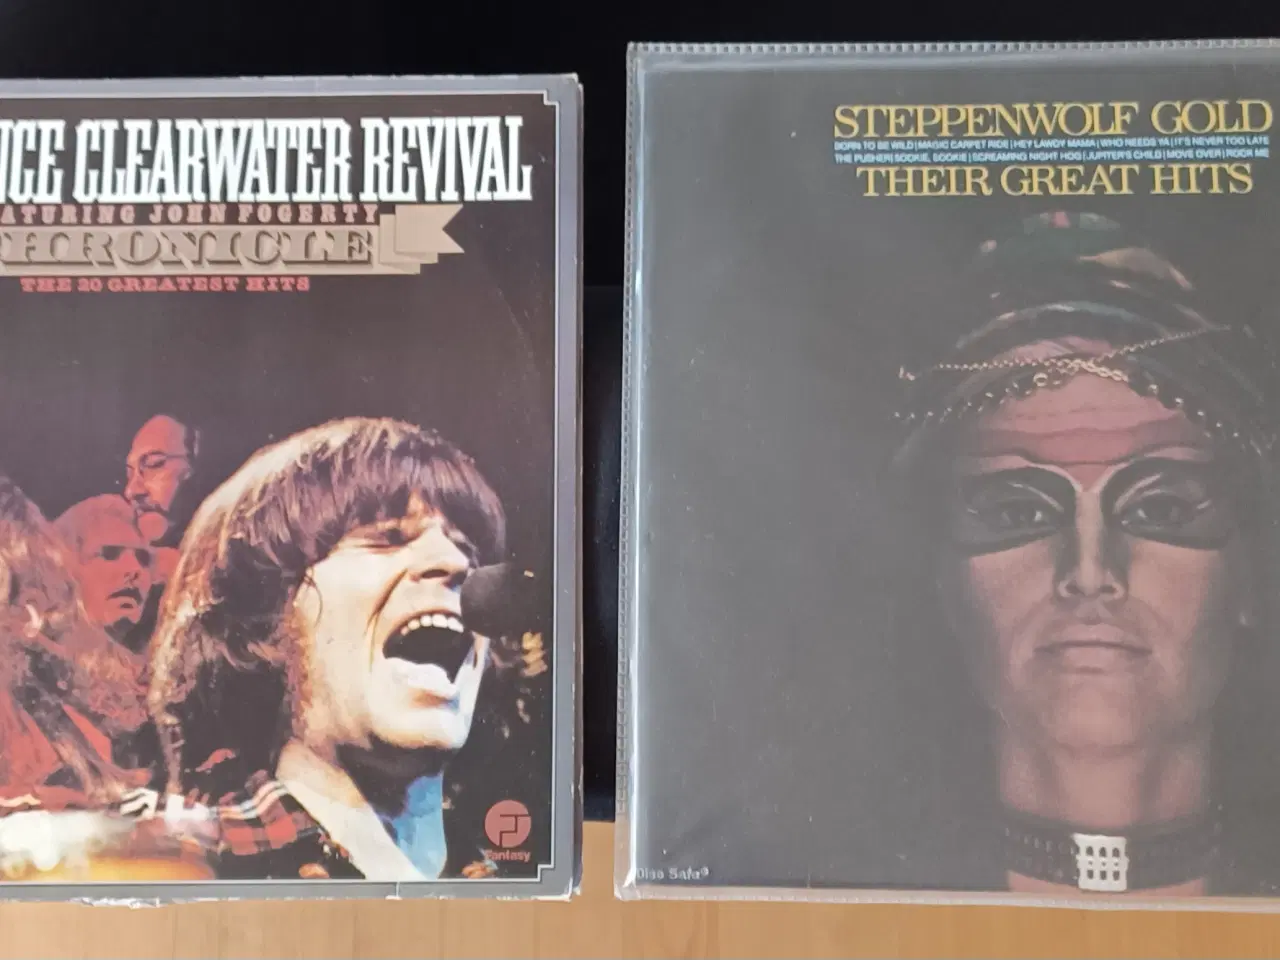 NCE CLEARWATER REVIVAL
ATURING JOHN FOGERTY
HRONICLE
THE 20 GREATEST HITS
Fantasy
STEPPENWOLF GOLD
BORN TO BE WILD | MAGIC CARPET RIDE | HEY LAWDY MAMA | WHO NEEDS YA | IT'S NEVER TOO LATE
THE PUSHER | SOOKIE, SOOKIE | SCREAMING NIGHT HOG | JUPITER'S CHILD | MOVE OVER | ROCK ME
THEIR GREAT HITS
Disc Safe®